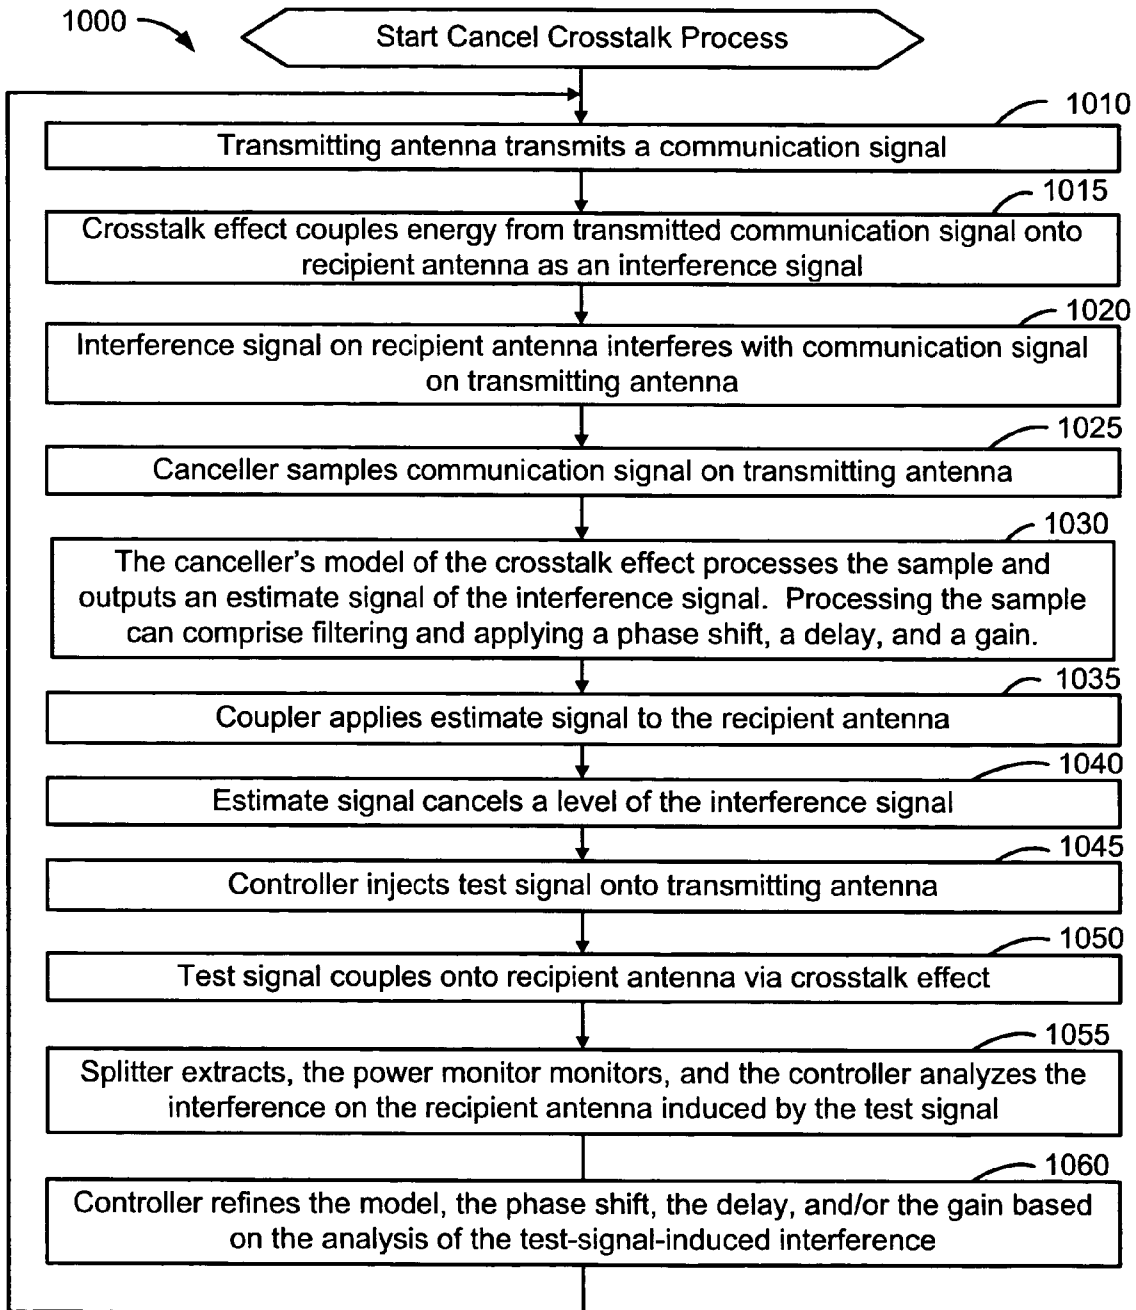 1000
Start Cancel Crosstalk Process
1010
Transmitting antenna transmits a communication signal
1015
Crosstalk effect couples energy from transmitted communication signal onto
recipient antenna as an interference signal
1020
Interference signal on recipient antenna interferes with communication signal
on transmitting antenna
1025
Canceller samples communication signal on transmitting antenna
1030
The canceller's model of the crosstalk effect processes the sample and
outputs an estimate signal of the interference signal. Processing the sample
can comprise filtering and applying a phase shift, a delay, and a gain.
1035
Coupler applies estimate signal to the recipient antenna
1040
Estimate signal cancels a level of the interference signal
1045
Controller injects test signal onto transmitting antenna
1050
Test signal couples onto recipient antenna via crosstalk effect
1055
Splitter extracts, the power monitor monitors, and the controller analyzes the
interference on the recipient antenna induced by the test signal
1060
Controller refines the model, the phase shift, the delay, and/or the gain based
on the analysis of the test-signal-induced interference